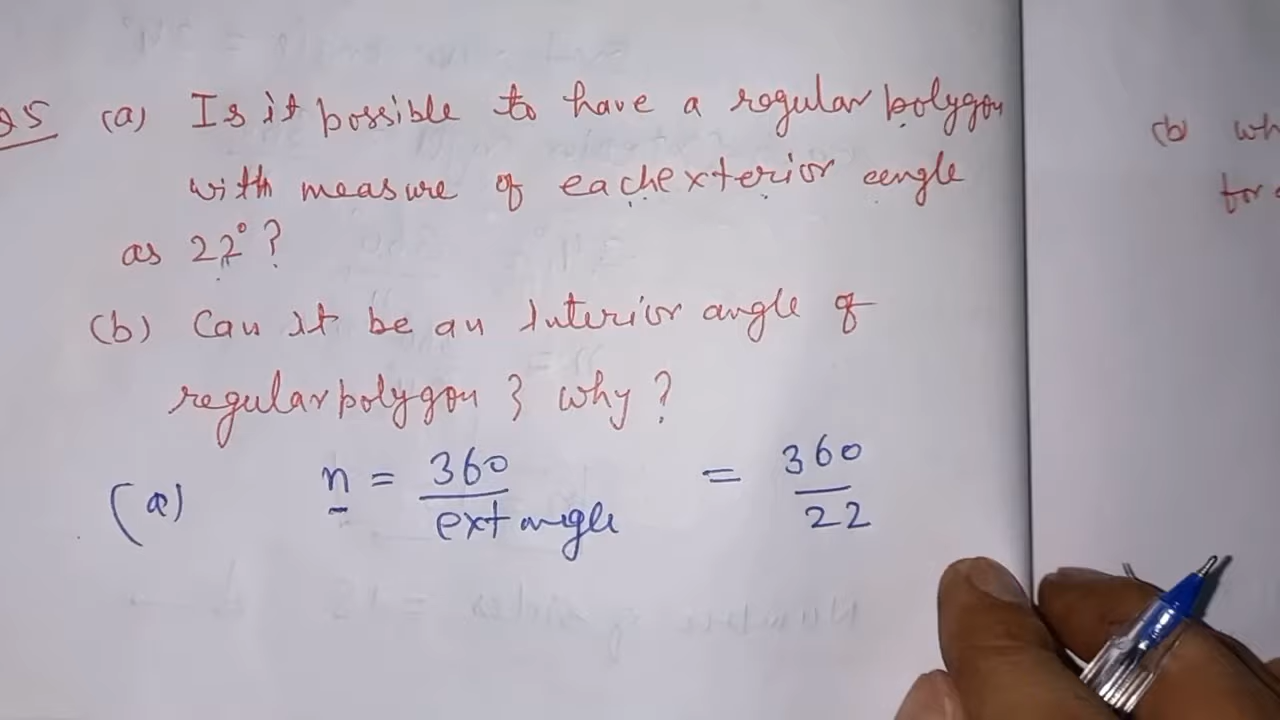 Q5 (a) Is it possible to have a regular polygon
with measure of each exterior angle
as 22° ?
(b) Can it be an Interior angle of
regular polygon ? why ?
(a) n = 360 / ext angle = 360 / 22
(b) wh
for